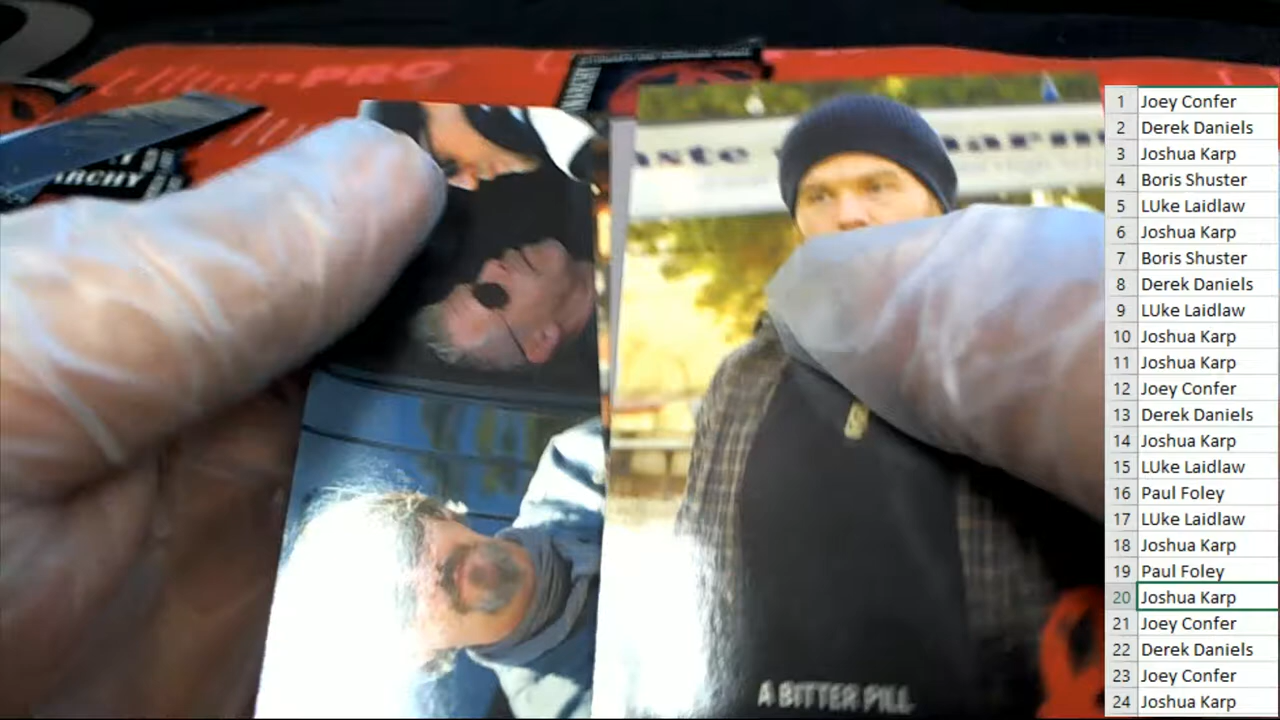 Ultra•PRO
ARCHY
A BITTER PILL
1 Joey Confer
2 Derek Daniels
3 Joshua Karp
4 Boris Shuster
5 LUke Laidlaw
6 Joshua Karp
7 Boris Shuster
8 Derek Daniels
9 LUke Laidlaw
10 Joshua Karp
11 Joshua Karp
12 Joey Confer
13 Derek Daniels
14 Joshua Karp
15 LUke Laidlaw
16 Paul Foley
17 LUke Laidlaw
18 Joshua Karp
19 Paul Foley
20 Joshua Karp
21 Joey Confer
22 Derek Daniels
23 Joey Confer
24 Joshua Karp